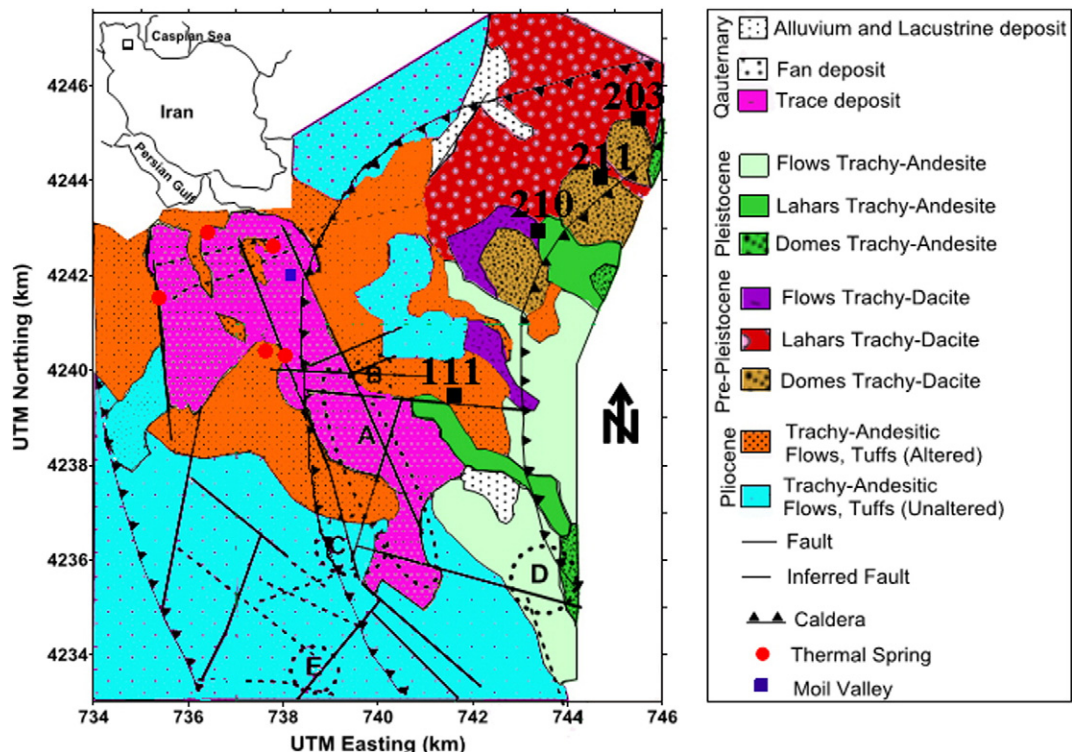 Caspian Sea
Iran
Persian Gulf
UTM Northing (km)
4246
4244
4242
4240
4238
4236
4234
734
736
738
740
742
744
746
UTM Easting (km)
203
211
210
111
B
A
C
D
E
N
Qauternary
Alluvium and Lacustrine deposit
Fan deposit
Trace deposit
Pleistocene
Flows Trachy-Andesite
Lahars Trachy-Andesite
Domes Trachy-Andesite
Pre-Pleistocene
Flows Trachy-Dacite
Lahars Trachy-Dacite
Domes Trachy-Dacite
Pliocene
Trachy-Andesitic
Flows, Tuffs (Altered)
Trachy-Andesitic
Flows, Tuffs (Unaltered)
Fault
Inferred Fault
Caldera
Thermal Spring
Moil Valley